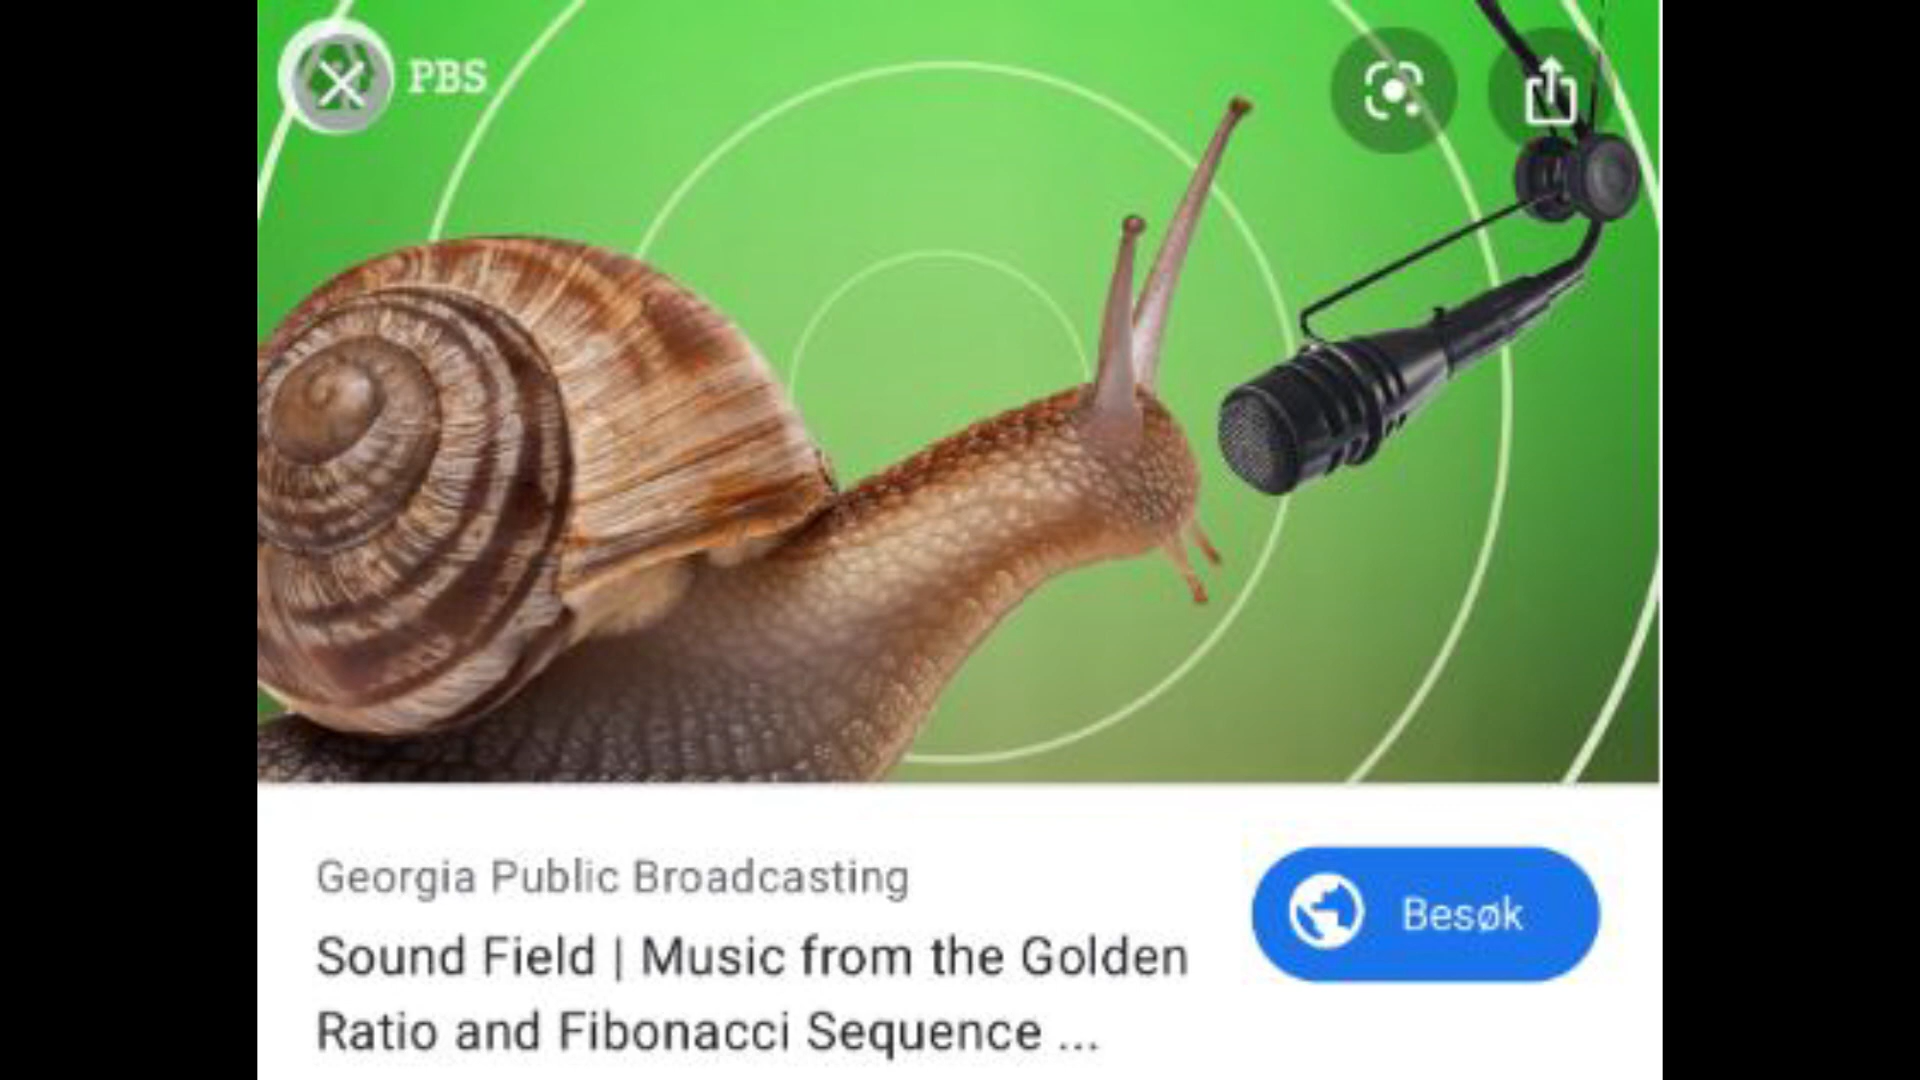 PBS
Georgia Public Broadcasting
Sound Field | Music from the Golden
Ratio and Fibonacci Sequence ...
Besøk